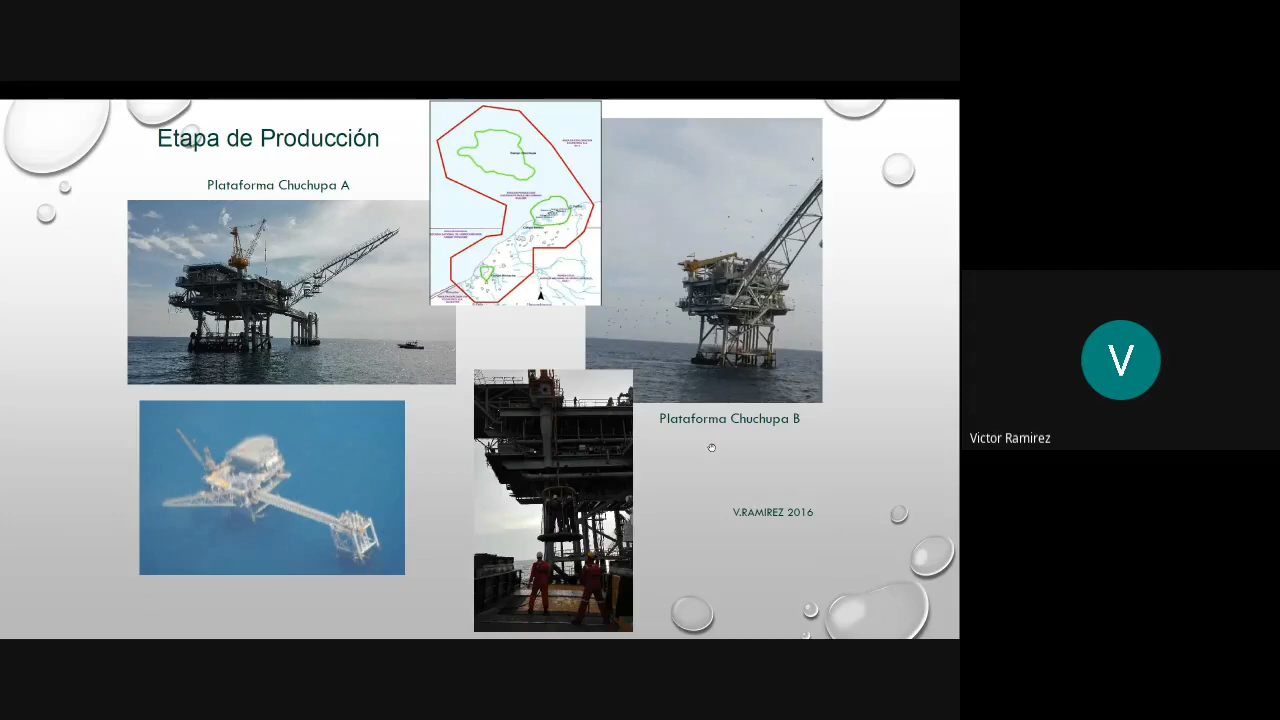 Etapa de Producción
Plataforma Chuchupa A
Plataforma Chuchupa B
V.RAMIREZ 2016
V
Victor Ramirez